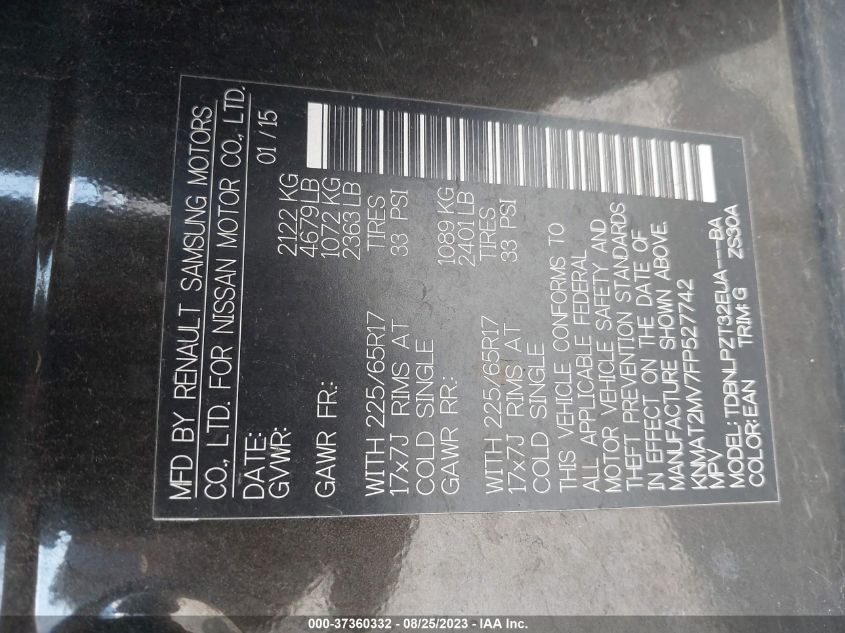 MFD BY RENAULT SAMSUNG MOTORS
CO., LTD. FOR NISSAN MOTOR CO., LTD.
DATE: 01 / 15
GVWR: 2122 KG
4679 LB
GAWR FR.: 1072 KG
2363 LB
WITH 225/65R17 TIRES
17x7J RIMS AT 33 PSI
COLD SINGLE
GAWR RR.: 1089 KG
2401 LB
WITH 225/65R17 TIRES
17x7J RIMS AT 33 PSI
COLD SINGLE
THIS VEHICLE CONFORMS TO
ALL APPLICABLE FEDERAL
MOTOR VEHICLE SAFETY AND
THEFT PREVENTION STANDARDS
IN EFFECT ON THE DATE OF
MANUFACTURE SHOWN ABOVE.
KNMAT2MV7FP527742
MPV
MODEL: TDBNLPZT32EUA---BA
COLOR: EAN TRIM: G ZS30A
000-37360332 - 08/25/2023 - IAA Inc.